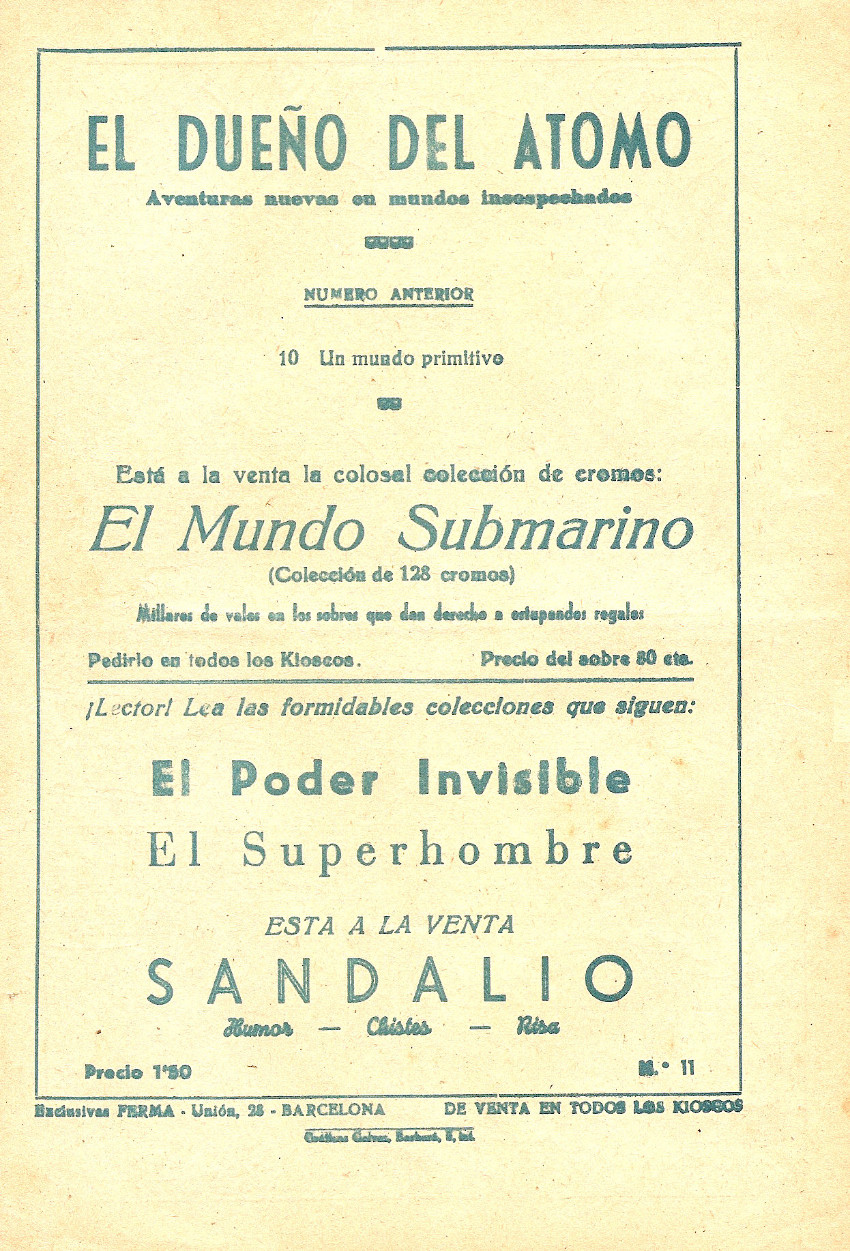 EL DUEÑO DEL ATOMO
Aventuras nuevas en mundos insospechados
NUMERO ANTERIOR
10 Un mundo primitivo
Está a la venta la colosal colección de cromos:
El Mundo Submarino
(Colección de 128 cromos)
Millares de vales en los sobres que dan derecho a estupendos regalos
Pedirlo en todos los Kioscos. Precio del sobre 80 cts.
¡Lector! Lea las formidables colecciones que siguen:
El Poder Invisible
El Superhombre
ESTA A LA VENTA
SANDALIO
Humor — Chistes — Risa
Precio 1'50 N.º 11
Exclusivas FERMA - Unión, 28 - BARCELONA DE VENTA EN TODOS LOS KIOSCOS
Gráficas